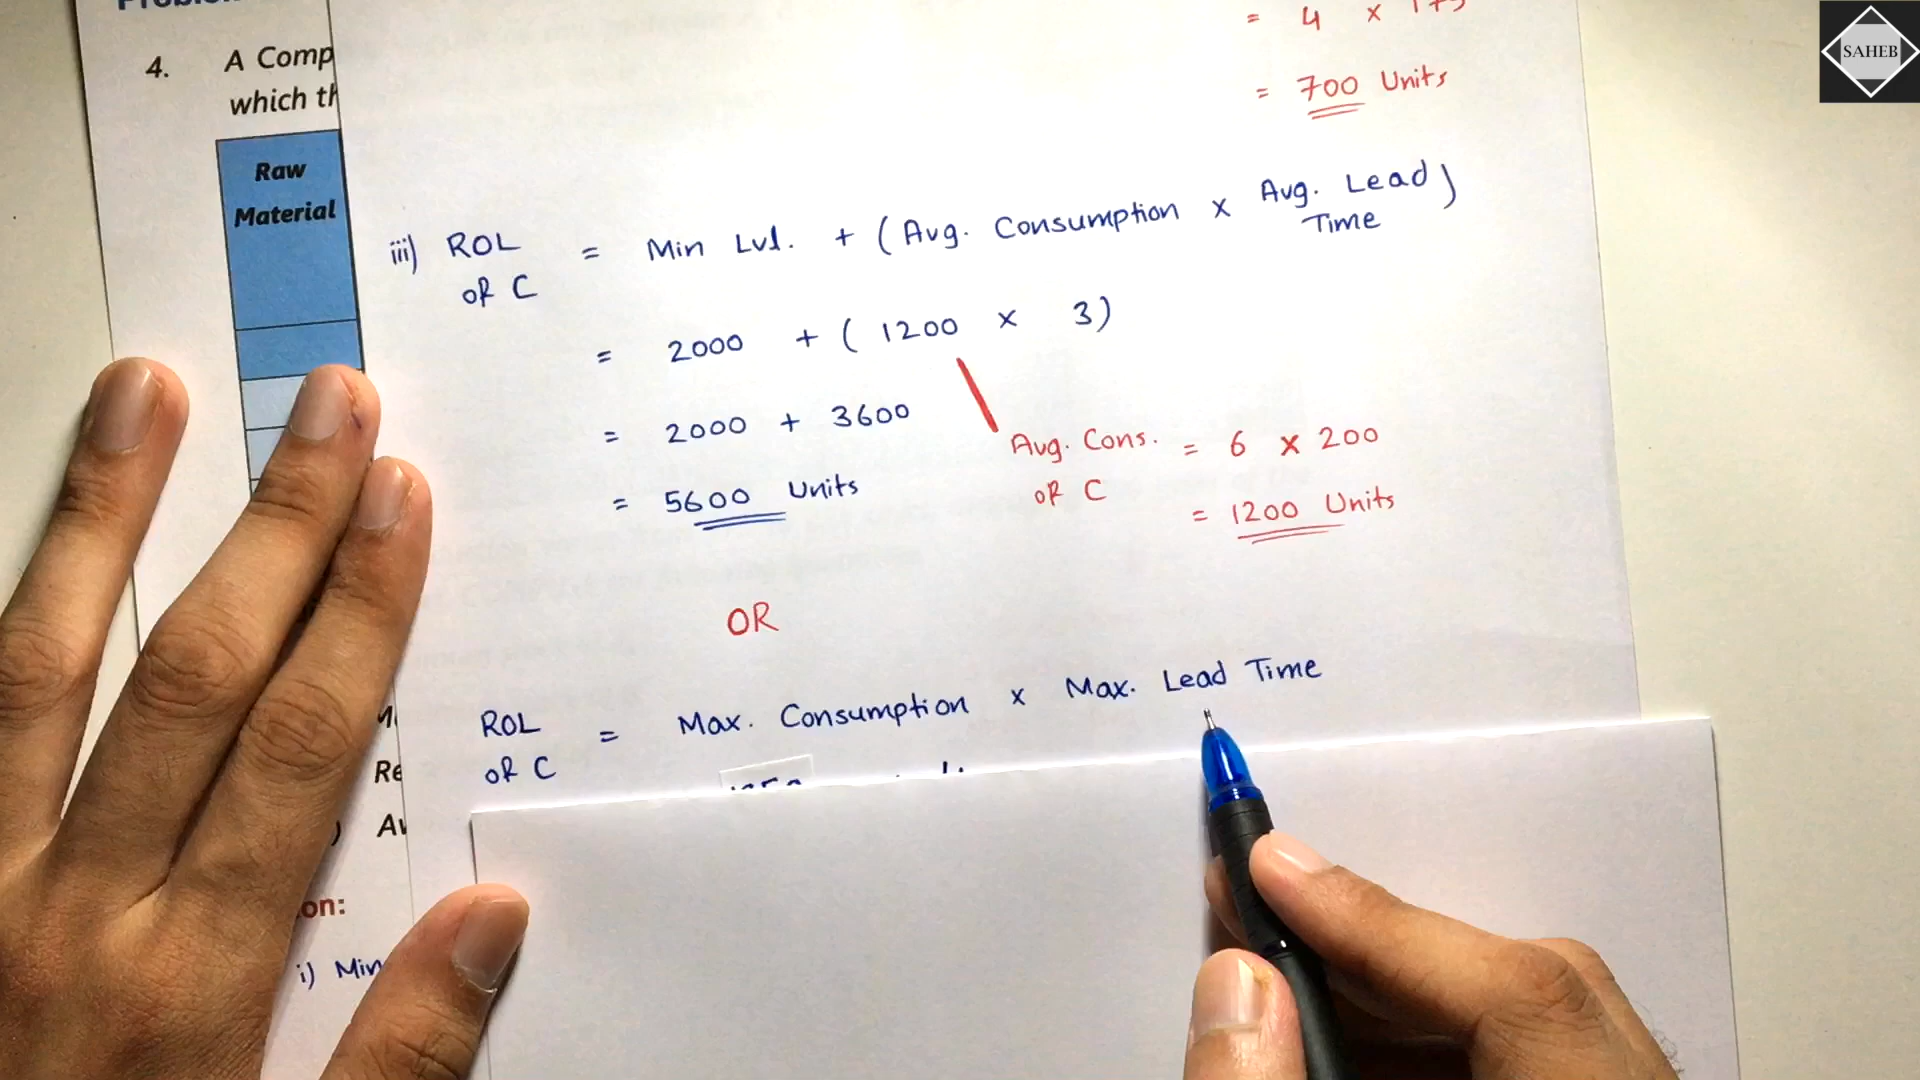 4. A Comp
which th
Raw
Material
= 4 x 175
= 700 Units
iii) ROL of C = Min Lvl. + (Avg. Consumption x Avg. Lead Time)
= 2000 + ( 1200 x 3)
= 2000 + 3600
= 5600 Units
Avg. Cons. of C = 6 x 200
= 1200 Units
OR
ROL of C = Max. Consumption x Max. Lead Time
Re
Av
on:
i) Min
SAHEB